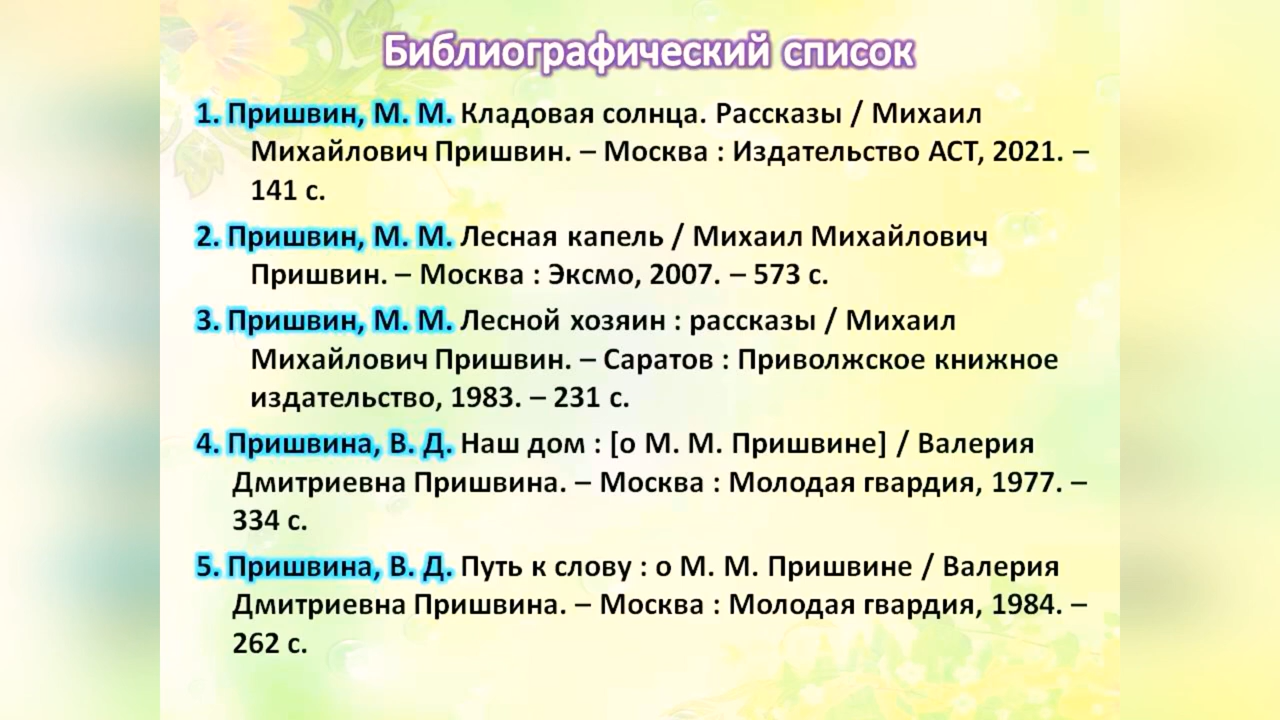 Библиографический список
1. Пришвин, М. М. Кладовая солнца. Рассказы / Михаил
Михайлович Пришвин. – Москва : Издательство АСТ, 2021. –
141 с.
2. Пришвин, М. М. Лесная капель / Михаил Михайлович
Пришвин. – Москва : Эксмо, 2007. – 573 с.
3. Пришвин, М. М. Лесной хозяин : рассказы / Михаил
Михайлович Пришвин. – Саратов : Приволжское книжное
издательство, 1983. – 231 с.
4. Пришвина, В. Д. Наш дом : [о М. М. Пришвине] / Валерия
Дмитриевна Пришвина. – Москва : Молодая гвардия, 1977. –
334 с.
5. Пришвина, В. Д. Путь к слову : о М. М. Пришвине / Валерия
Дмитриевна Пришвина. – Москва : Молодая гвардия, 1984. –
262 с.